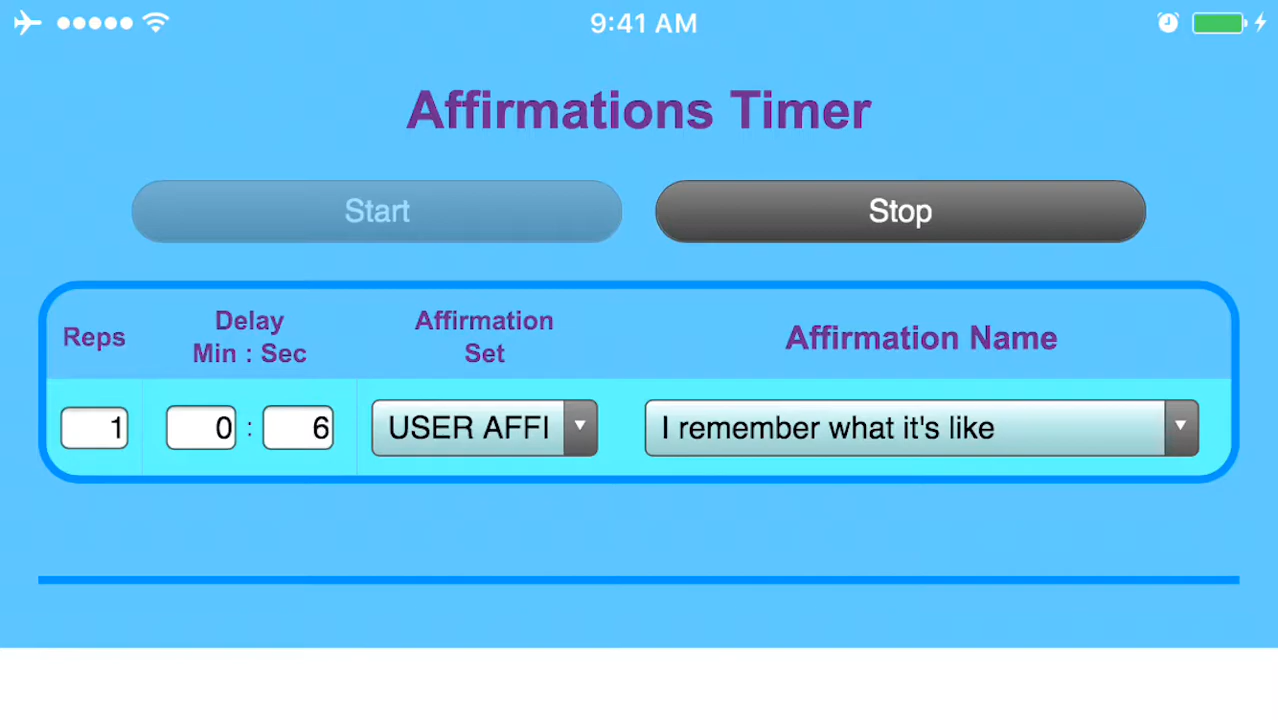 9:41 AM
Affirmations Timer
Start
Stop
Reps
Delay
Min : Sec
Affirmation
Set
Affirmation Name
1
0 : 6
USER AFFI
I remember what it's like